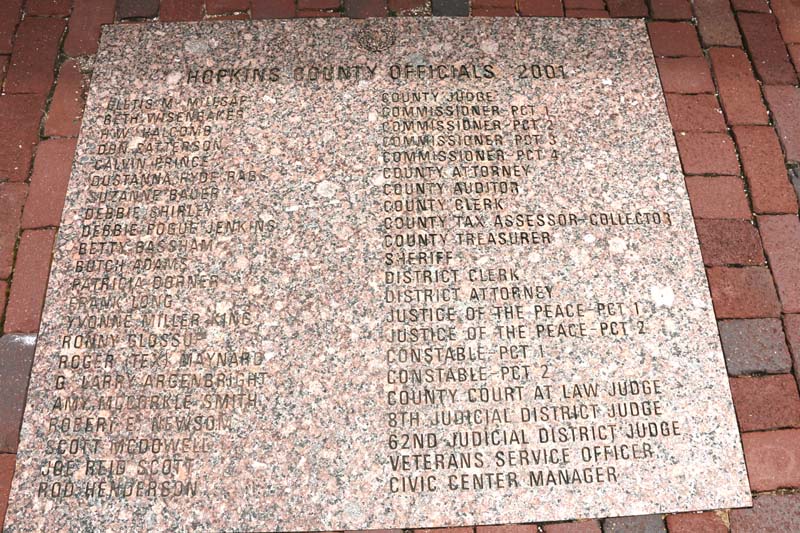 HOPKINS COUNTY OFFICIALS 2001
CLETIS M. MILLSAP COUNTY JUDGE
BETH WISENBAKER COMMISSIONER-PCT 1
H.W. HALCOMB COMMISSIONER-PCT 2
DON PATTERSON COMMISSIONER-PCT 3
CALVIN PRINCE COMMISSIONER-PCT 4
DUSTANNA HYDE RABE COUNTY ATTORNEY
SUZANNE BAUER COUNTY AUDITOR
DEBBIE SHIRLEY COUNTY CLERK
DEBBIE POGUE JENKINS COUNTY TAX ASSESSOR-COLLECTOR
BETTY BASSHAM COUNTY TREASURER
BUTCH ADAMS SHERIFF
PATRICIA DORNER DISTRICT CLERK
FRANK LONG DISTRICT ATTORNEY
YVONNE MILLER KING JUSTICE OF THE PEACE-PCT 1
RONNY GLOSSUP JUSTICE OF THE PEACE-PCT 2
ROGER (TEX) MAYNARD CONSTABLE-PCT 1
G. LARRY ARGENBRIGHT CONSTABLE-PCT 2
AMY MCCORKLE SMITH COUNTY COURT AT LAW JUDGE
ROBERT E. NEWSOM 8TH JUDICIAL DISTRICT JUDGE
SCOTT MCDOWELL 62ND JUDICIAL DISTRICT JUDGE
JOE REID SCOTT VETERANS SERVICE OFFICER
ROD HENDERSON CIVIC CENTER MANAGER